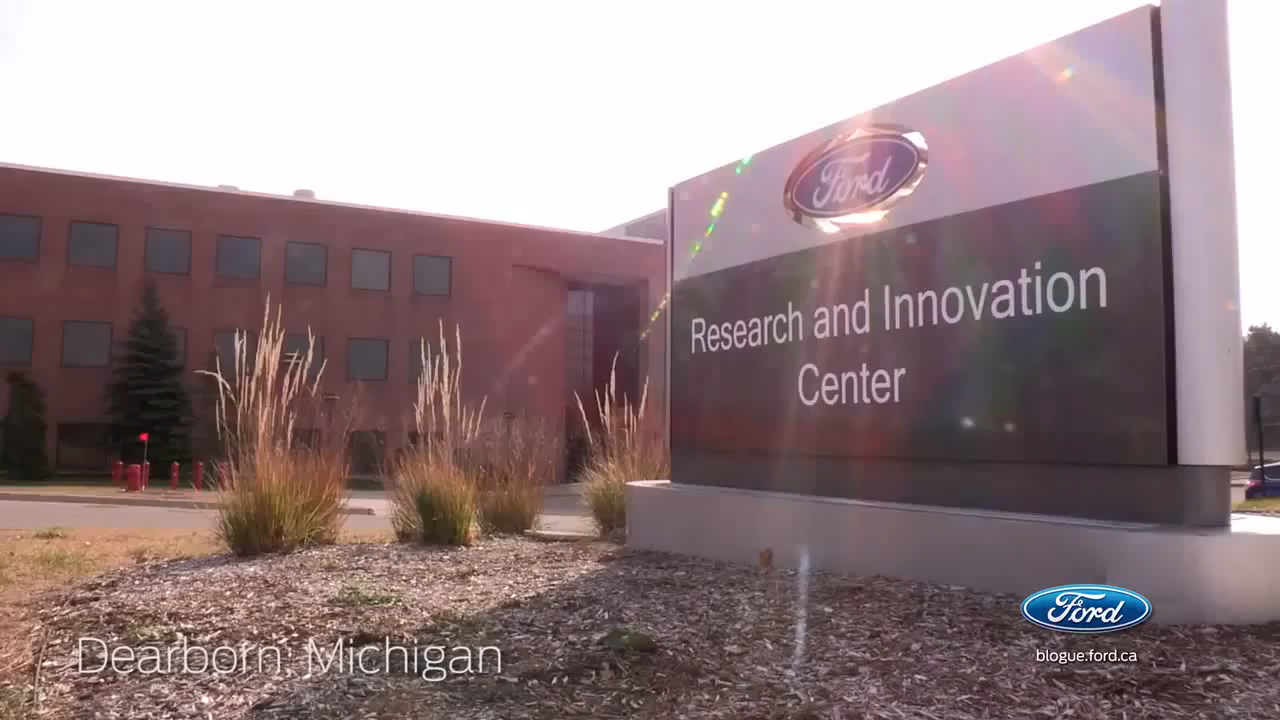 Ford
Research and Innovation
Center
Dearborn, Michigan
Ford
blogue.ford.ca